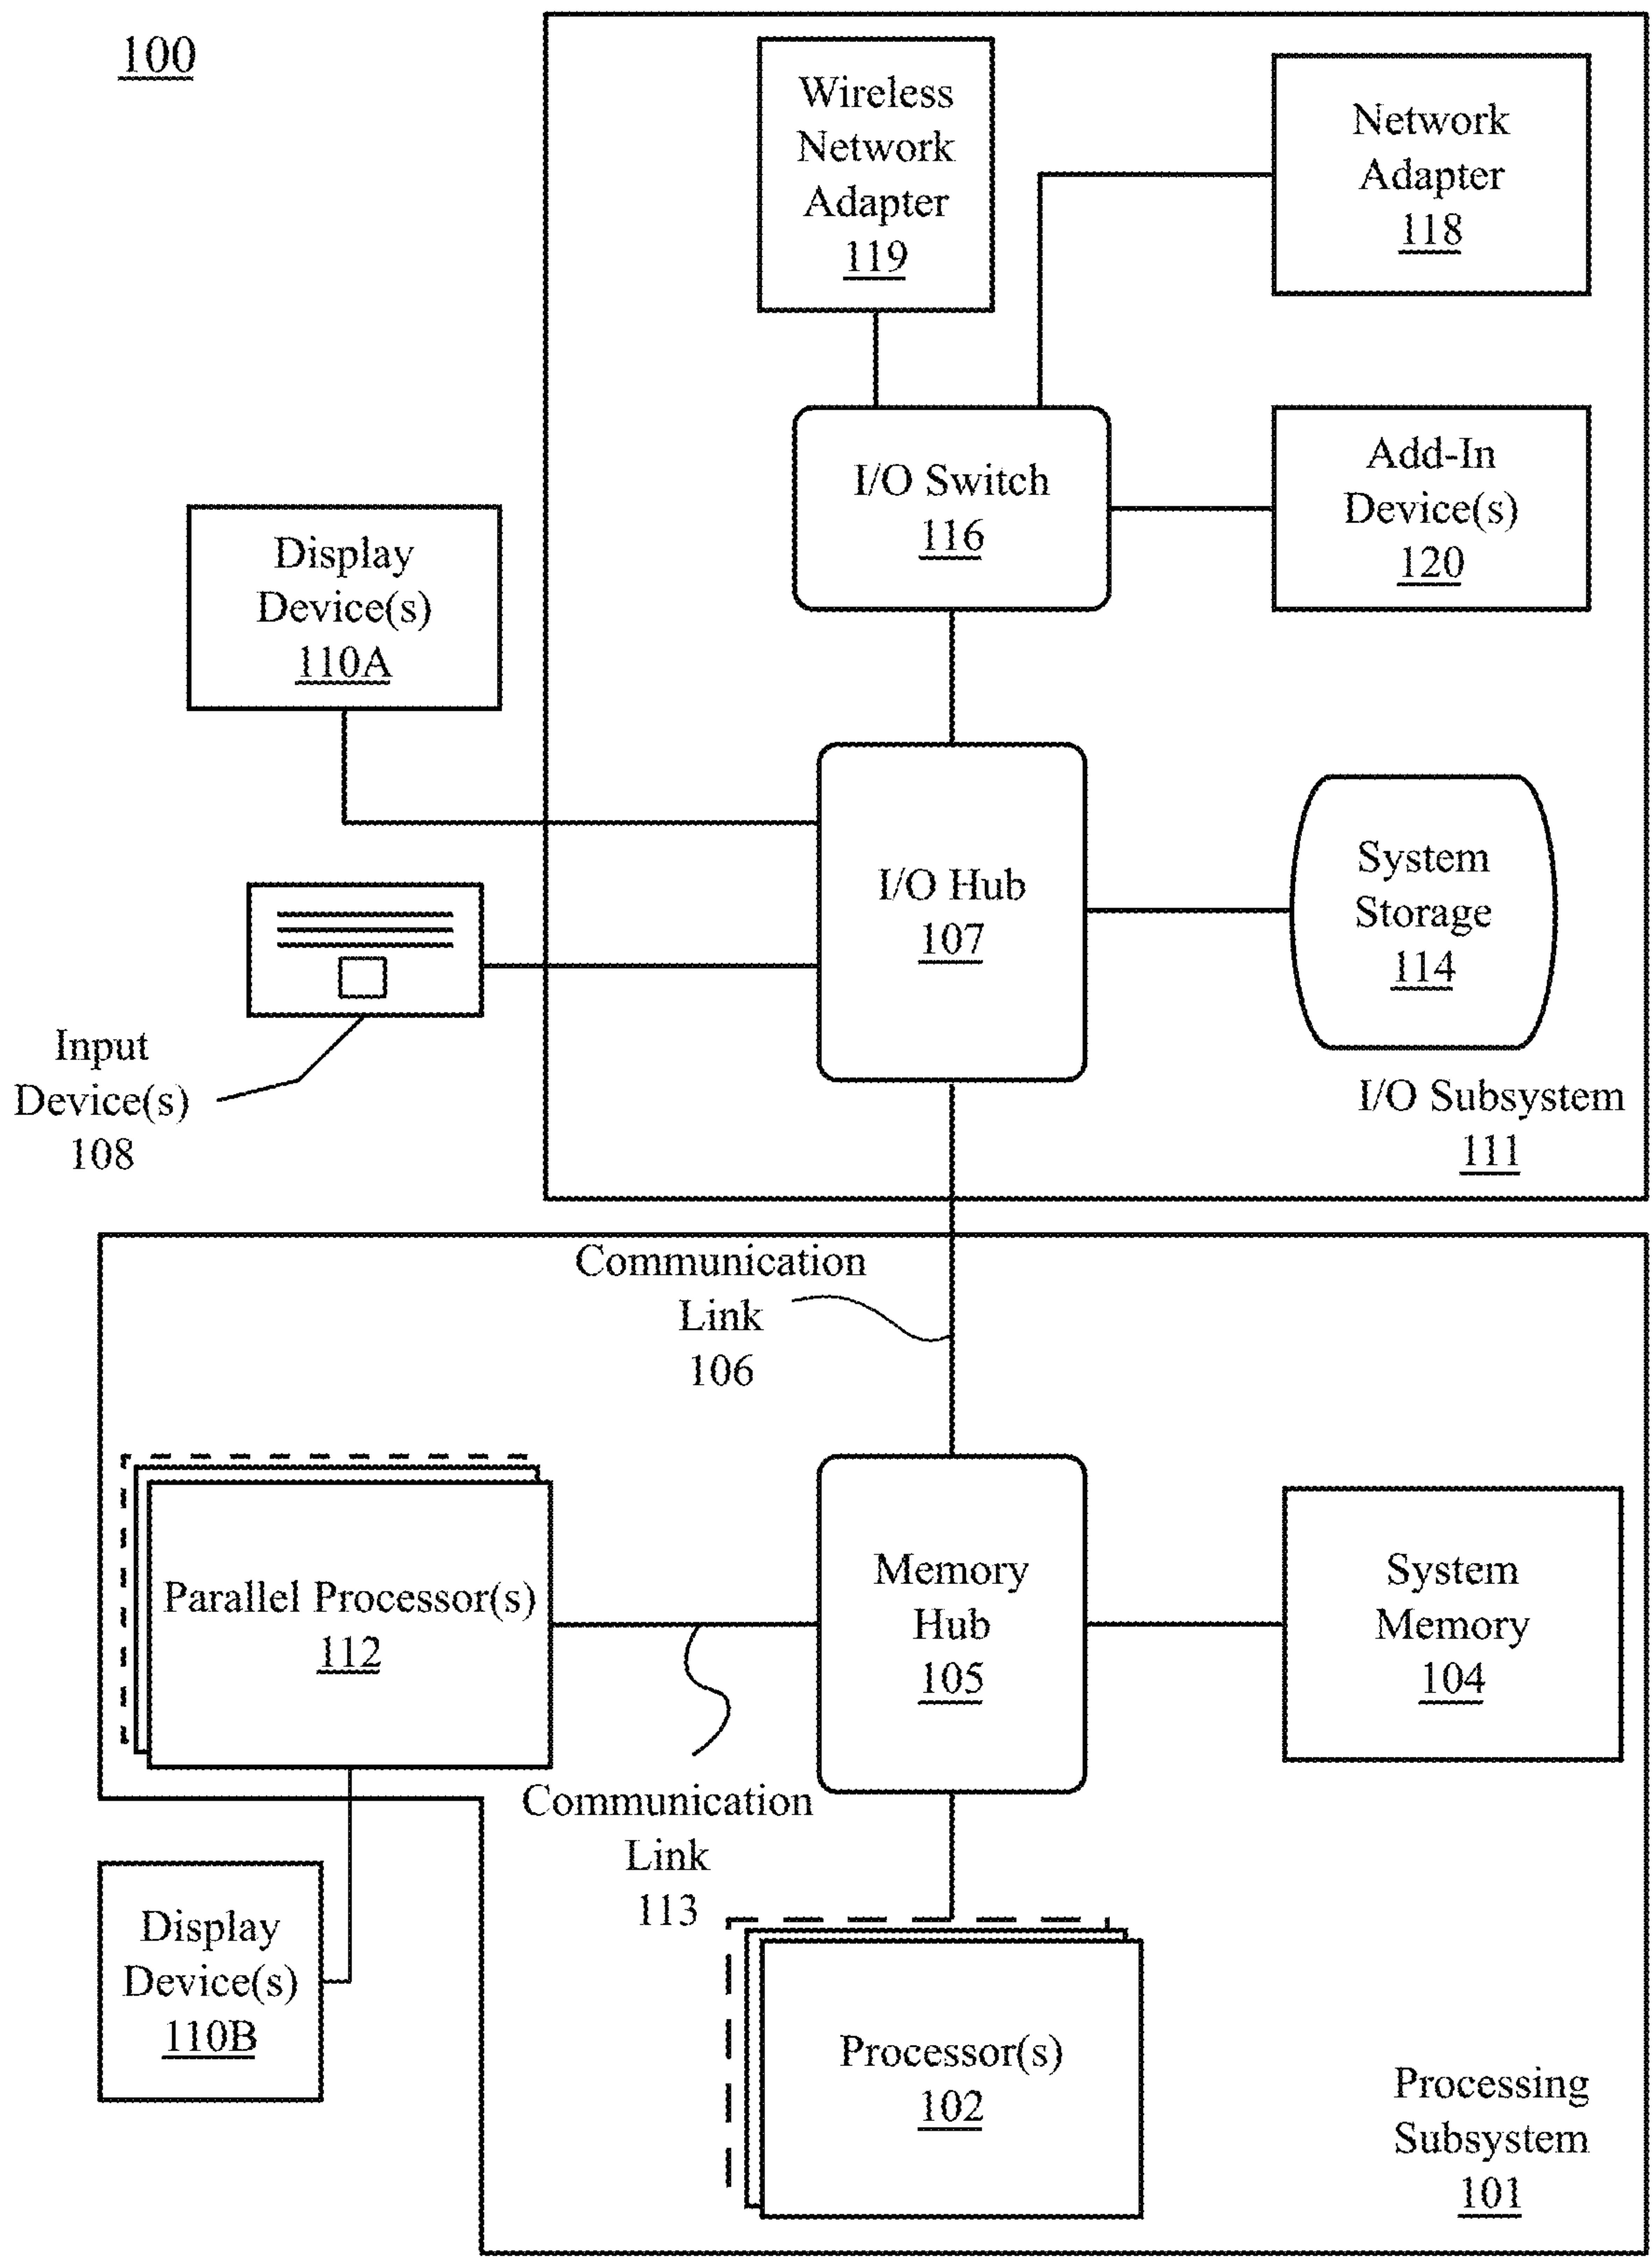 100
Wireless
Network
Adapter
119
Network
Adapter
118
I/O Switch
116
Add-In
Device(s)
120
Display
Device(s)
110A
I/O Hub
107
System
Storage
114
Input
Device(s)
108
I/O Subsystem
111
Communication
Link
106
Parallel Processor(s)
112
Memory
Hub
105
System
Memory
104
Communication
Link
113
Display
Device(s)
110B
Processor(s)
102
Processing
Subsystem
101